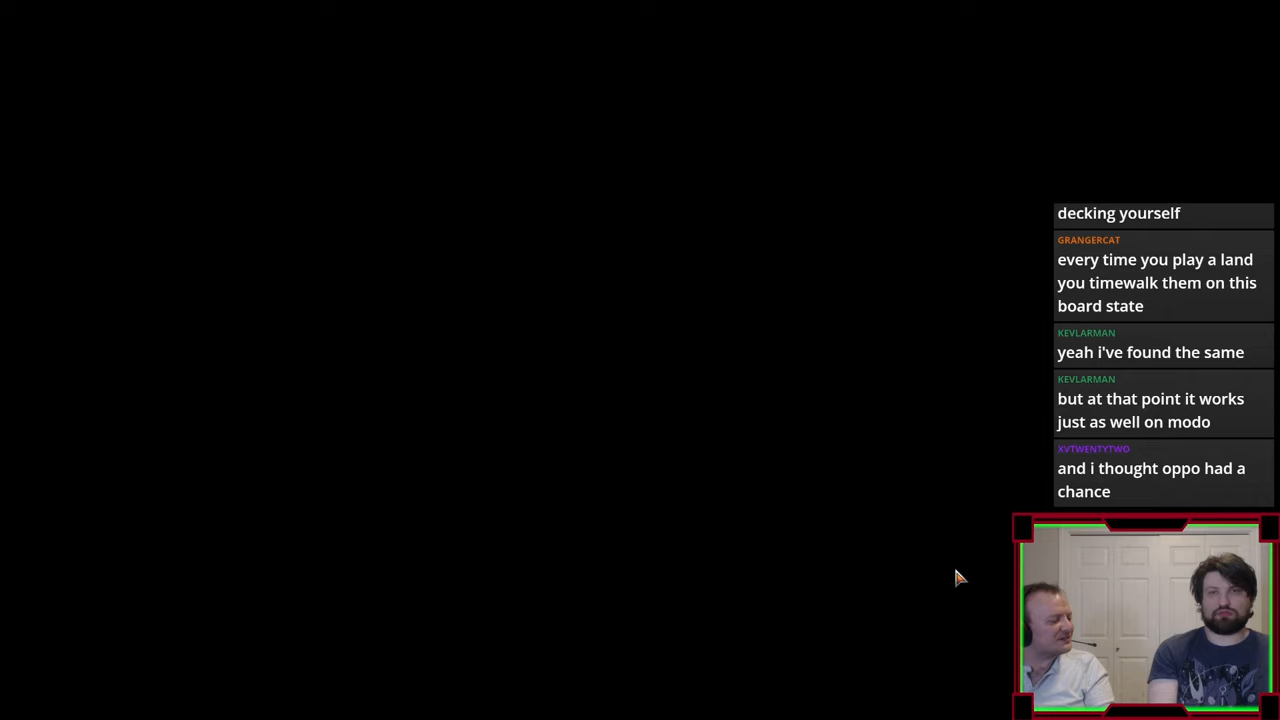 decking yourself
GRANGERCAT
every time you play a land
you timewalk them on this
board state
KEVLARMAN
yeah i've found the same
KEVLARMAN
but at that point it works
just as well on modo
XVTWENTYTWO
and i thought oppo had a
chance